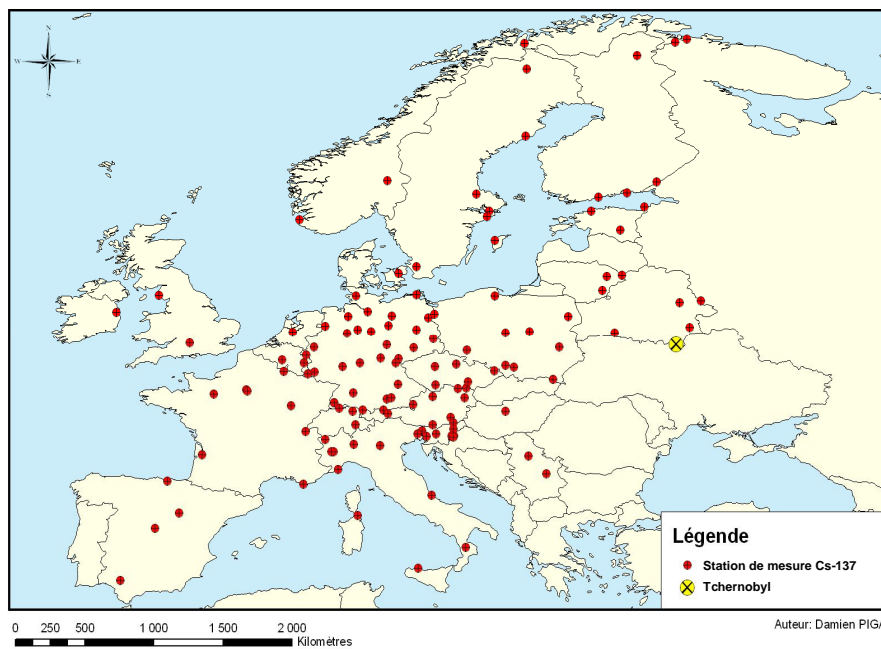 N
W E
S
Légende
Station de mesure Cs-137
Tchernobyl
0 250 500 1 000 1 500 2 000
Kilomètres
Auteur: Damien PIGA